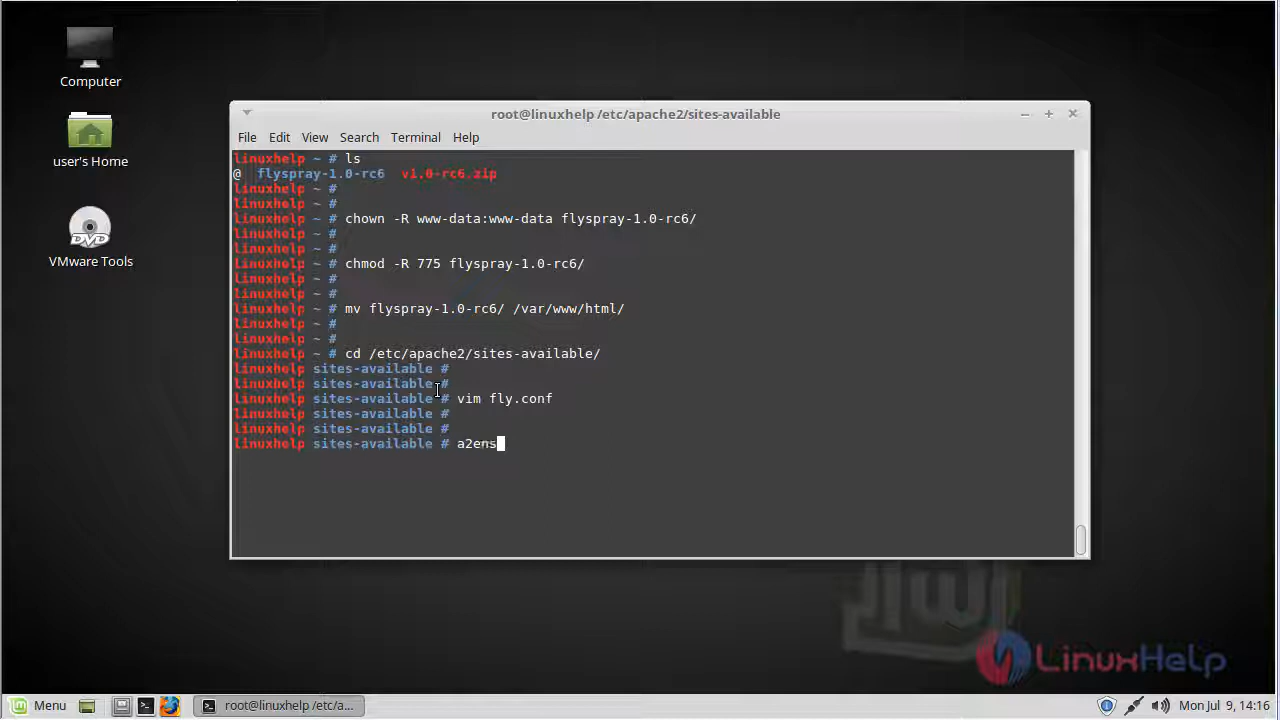 Computer
user's Home
DVD
VMware Tools
root@linuxhelp /etc/apache2/sites-available
File Edit View Search Terminal Help
linuxhelp ~ # ls
@ flyspray-1.0-rc6 v1.0-rc6.zip
linuxhelp ~ #
linuxhelp ~ #
linuxhelp ~ # chown -R www-data:www-data flyspray-1.0-rc6/
linuxhelp ~ #
linuxhelp ~ #
linuxhelp ~ # chmod -R 775 flyspray-1.0-rc6/
linuxhelp ~ #
linuxhelp ~ #
linuxhelp ~ # mv flyspray-1.0-rc6/ /var/www/html/
linuxhelp ~ #
linuxhelp ~ #
linuxhelp ~ # cd /etc/apache2/sites-available/
linuxhelp sites-available #
linuxhelp sites-available #
linuxhelp sites-available # vim fly.conf
linuxhelp sites-available #
linuxhelp sites-available #
linuxhelp sites-available # a2ens
LinuxHelp
Menu
root@linuxhelp /etc/a...
Mon Jul 9, 14:16